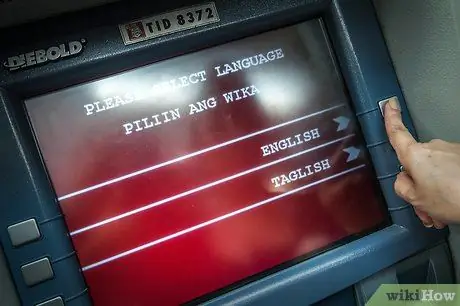 DIEBOLD
TID 8372
PLEASE SELECT LANGUAGE
PILIIN ANG WIKA
ENGLISH
TAGLISH
wikiHow